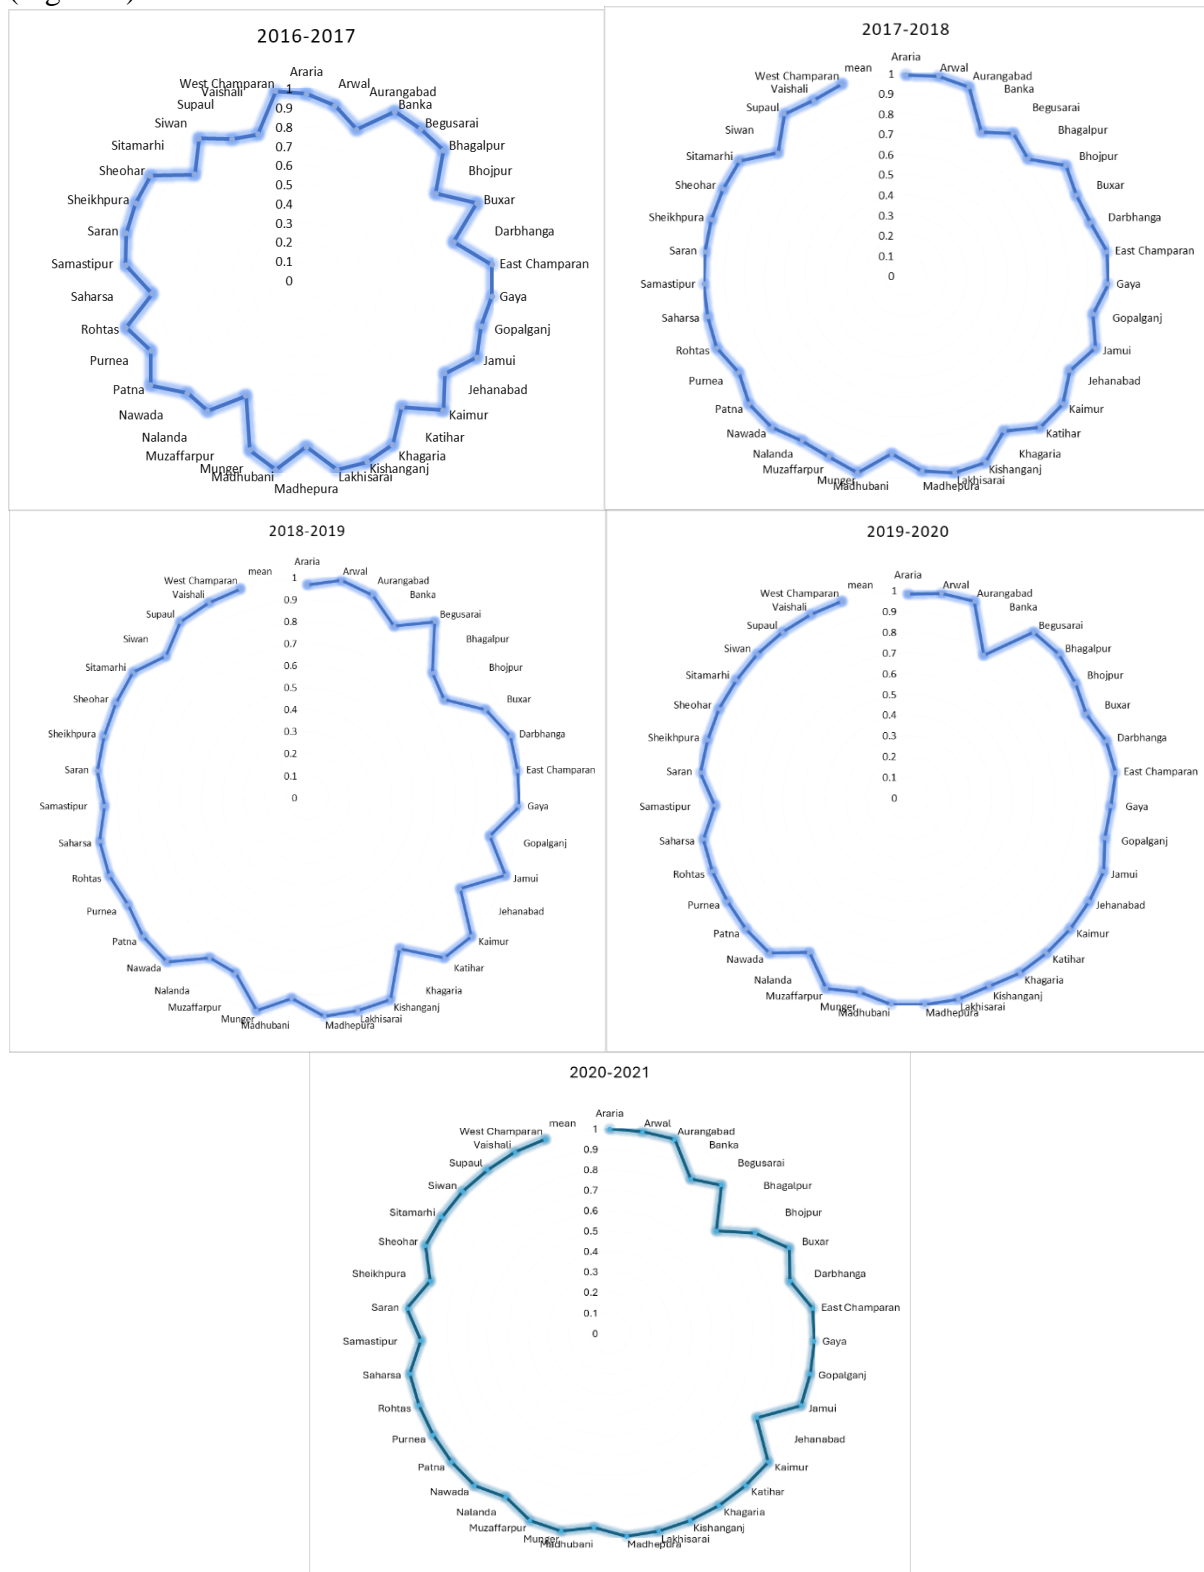 2016-2017
Araria
Arwal
Aurangabad
Banka
Begusarai
Bhagalpur
Bhojpur
Buxar
Darbhanga
East Champaran
Gaya
Gopalganj
Jamui
Jehanabad
Kaimur
Katihar
Khagaria
Kishanganj
Lakhisarai
Madhepura
Madhubani
Munger
Muzaffarpur
Nalanda
Nawada
Patna
Purnea
Rohtas
Saharsa
Samastipur
Saran
Sheikhpura
Sheohar
Sitamarhi
Siwan
Supaul
Vaishali
West Champaran
1
0.9
0.8
0.7
0.6
0.5
0.4
0.3
0.2
0.1
0
2017-2018
Araria
Arwal
Aurangabad
Banka
Begusarai
Bhagalpur
Bhojpur
Buxar
Darbhanga
East Champaran
Gaya
Gopalganj
Jamui
Jehanabad
Kaimur
Katihar
Khagaria
Kishanganj
Lakhisarai
Madhepura
Madhubani
Munger
Muzaffarpur
Nalanda
Nawada
Patna
Purnea
Rohtas
Saharsa
Samastipur
Saran
Sheikhpura
Sheohar
Sitamarhi
Siwan
Supaul
Vaishali
West Champaran
mean
1
0.9
0.8
0.7
0.6
0.5
0.4
0.3
0.2
0.1
0
2018-2019
Araria
Arwal
Aurangabad
Banka
Begusarai
Bhagalpur
Bhojpur
Buxar
Darbhanga
East Champaran
Gaya
Gopalganj
Jamui
Jehanabad
Kaimur
Katihar
Khagaria
Kishanganj
Lakhisarai
Madhepura
Madhubani
Munger
Muzaffarpur
Nalanda
Nawada
Patna
Purnea
Rohtas
Saharsa
Samastipur
Saran
Sheikhpura
Sheohar
Sitamarhi
Siwan
Supaul
Vaishali
West Champaran
mean
1
0.9
0.8
0.7
0.6
0.5
0.4
0.3
0.2
0.1
0
2019-2020
Araria
Arwal
Aurangabad
Banka
Begusarai
Bhagalpur
Bhojpur
Buxar
Darbhanga
East Champaran
Gaya
Gopalganj
Jamui
Jehanabad
Kaimur
Katihar
Khagaria
Kishanganj
Lakhisarai
Madhepura
Madhubani
Munger
Muzaffarpur
Nalanda
Nawada
Patna
Purnea
Rohtas
Saharsa
Samastipur
Saran
Sheikhpura
Sheohar
Sitamarhi
Siwan
Supaul
Vaishali
West Champaran
mean
1
0.9
0.8
0.7
0.6
0.5
0.4
0.3
0.2
0.1
0
2020-2021
Araria
Arwal
Aurangabad
Banka
Begusarai
Bhagalpur
Bhojpur
Buxar
Darbhanga
East Champaran
Gaya
Gopalganj
Jamui
Jehanabad
Kaimur
Katihar
Khagaria
Kishanganj
Lakhisarai
Madhepura
Madhubani
Munger
Muzaffarpur
Nalanda
Nawada
Patna
Purnea
Rohtas
Saharsa
Samastipur
Saran
Sheikhpura
Sheohar
Sitamarhi
Siwan
Supaul
Vaishali
West Champaran
mean
1
0.9
0.8
0.7
0.6
0.5
0.4
0.3
0.2
0.1
0